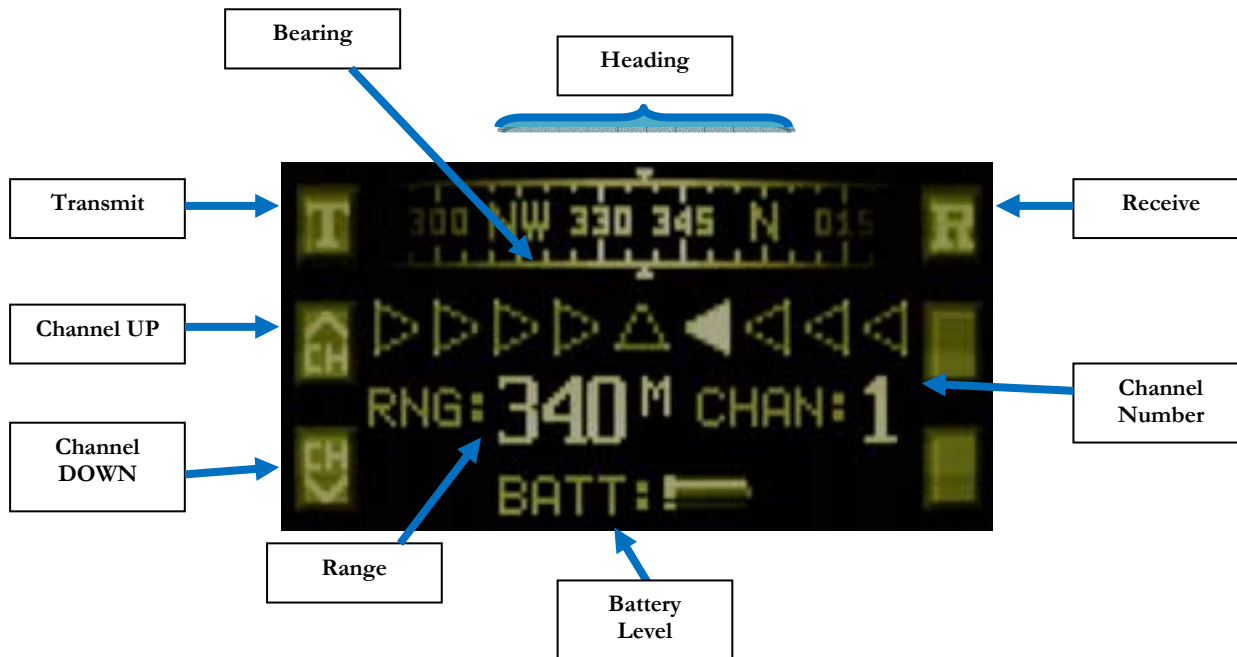 Bearing
Heading
Transmit
Receive
T
300 NW 330 345 N 015
R
Channel UP
CH
RNG: 340 M CHAN: 1
Channel
Number
Channel
DOWN
CH
BATT:
Range
Battery
Level